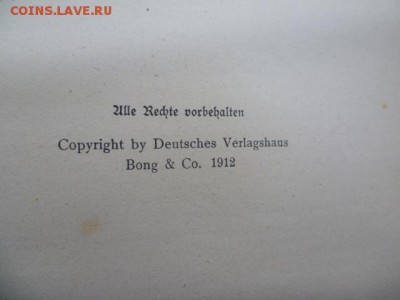 COINS.LAVE.RU
Alle Rechte vorbehalten
Copyright by Deutsches Verlagshaus
Bong & Co. 1912